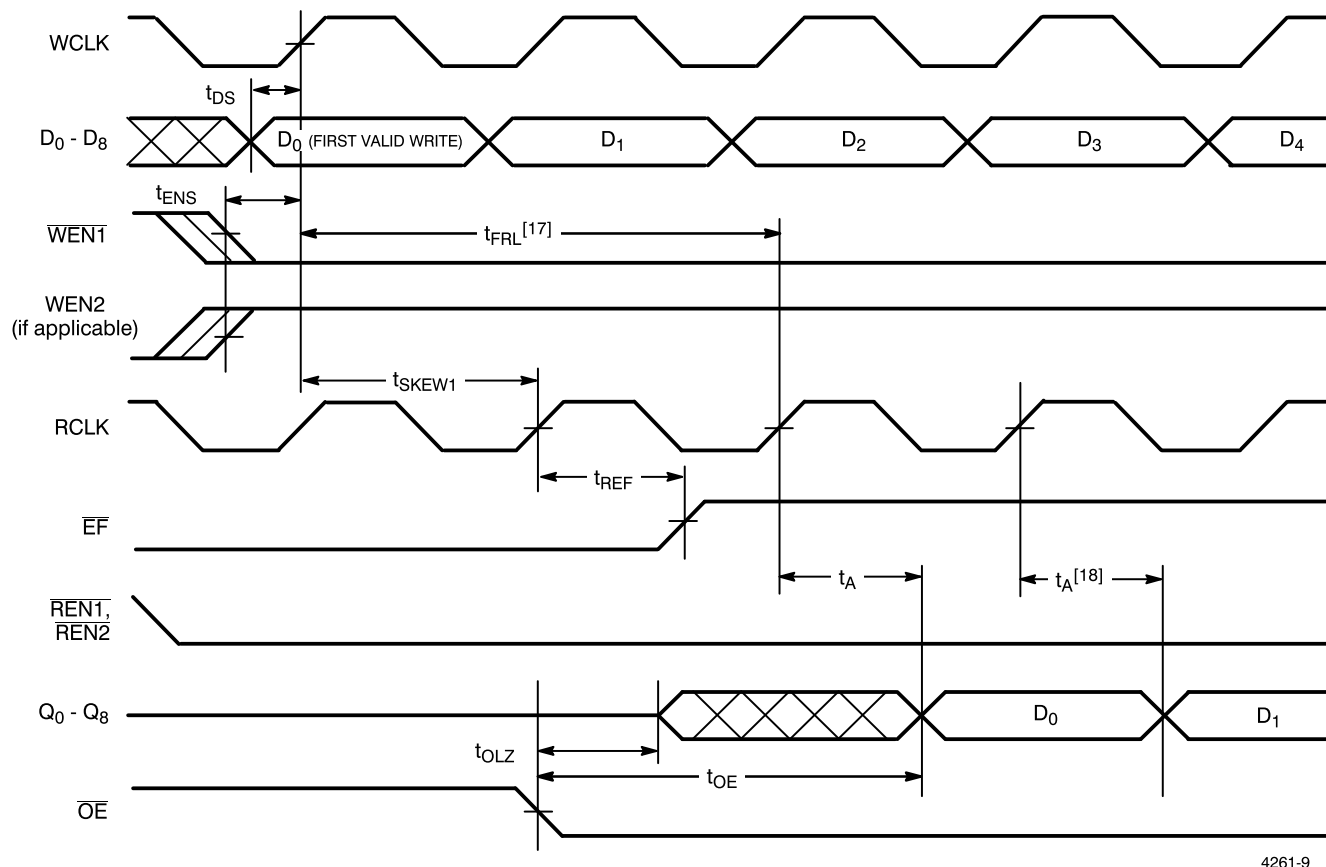 WCLK
tDS
D0 - D8
D0 (FIRST VALID WRITE)
D1
D2
D3
D4
tENS
WEN1
tFRL[17]
WEN2
(if applicable)
tSKEW1
RCLK
tREF
EF
tA
tA[18]
REN1,
REN2
Q0 - Q8
D0
D1
tOLZ
tOE
OE
4261-9